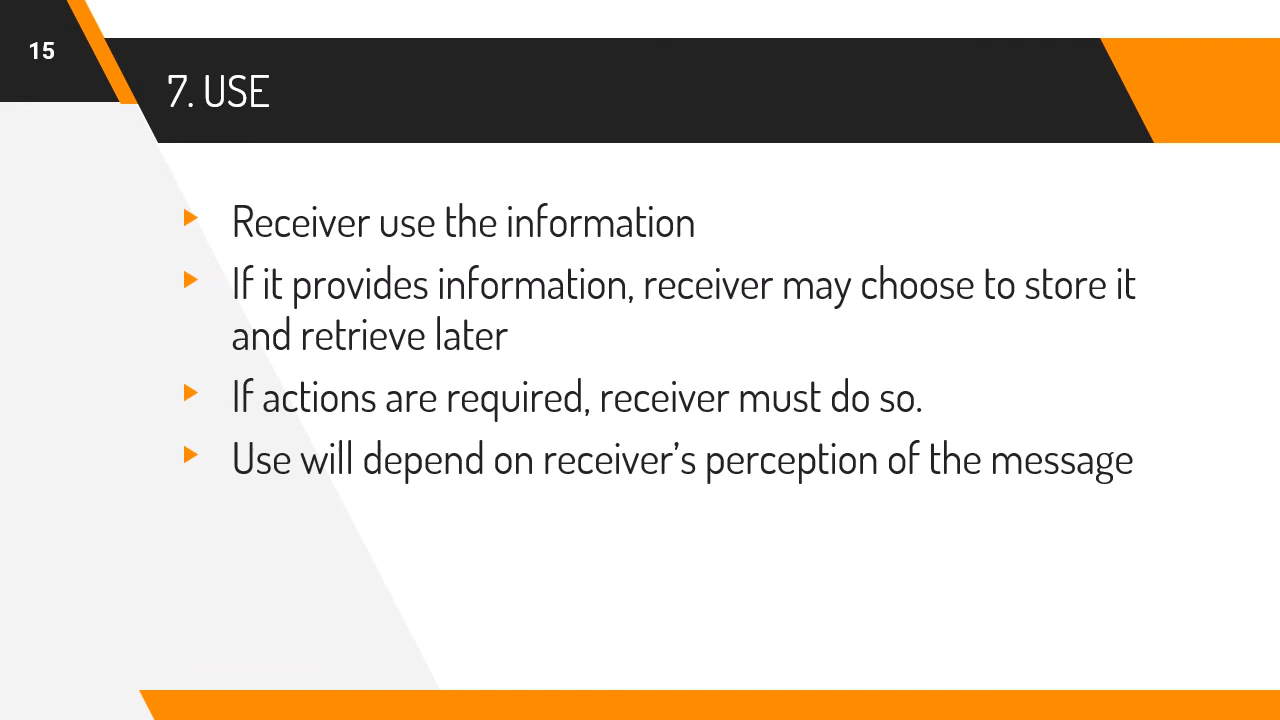 15
7. USE
Receiver use the information
If it provides information, receiver may choose to store it
and retrieve later
If actions are required, receiver must do so.
Use will depend on receiver’s perception of the message